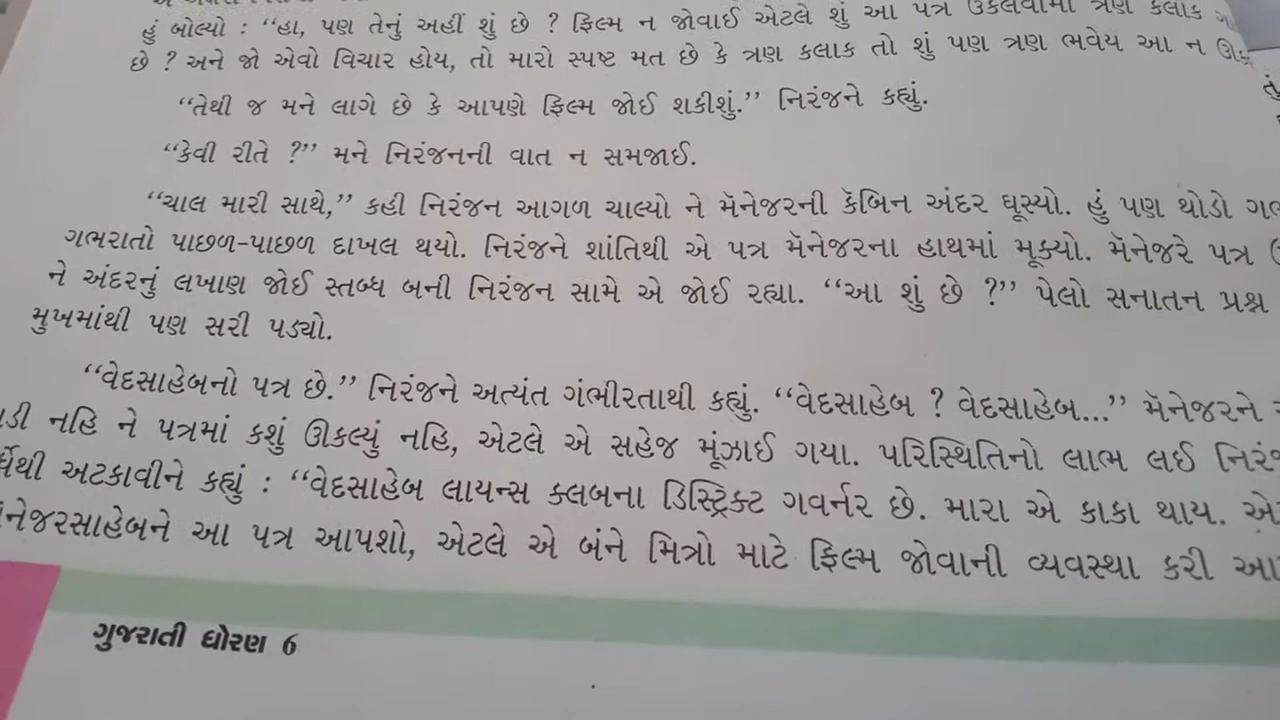 હું બોલ્યો : “હા, પણ તેનું અહીં શું છે ? ફિલ્મ ન જોવાઈ એટલે શું આ પત્ર ઉકેલવામાં ત્રણ કલાક
છે ? અને જો એવો વિચાર હોય, તો મારો સ્પષ્ટ મત છે કે ત્રણ કલાક તો શું પણ ત્રણ ભવેય આ ન
“તેથી જ મને લાગે છે કે આપણે ફિલ્મ જોઈ શકીશું.” નિરંજને કહ્યું.
“કેવી રીતે ?” મને નિરંજનની વાત ન સમજાઈ.
“ચાલ મારી સાથે,” કહી નિરંજન આગળ ચાલ્યો ને મૅનેજરની કૅબિન અંદર ઘૂસ્યો. હું પણ થોડો
ગભરાતો પાછળ-પાછળ દાખલ થયો. નિરંજને શાંતિથી એ પત્ર મૅનેજરના હાથમાં મૂક્યો. મૅનેજરે પત્ર
ને અંદરનું લખાણ જોઈ સ્તબ્ધ બની નિરંજન સામે એ જોઈ રહ્યા. “આ શું છે ?” પેલો સનાતન પ્રશ્ન
મુખમાંથી પણ સરી પડ્યો.
“વેદસાહેબનો પત્ર છે.” નિરંજને અત્યંત ગંભીરતાથી કહ્યું. “વેદસાહેબ ? વેદસાહેબ...” મૅનેજરને
નહિ ને પત્રમાં કશું ઊકલ્યું નહિ, એટલે એ સહેજ મૂંઝાઈ ગયા. પરિસ્થિતિનો લાભ લઈ
અટકાવીને કહ્યું : “વેદસાહેબ લાયન્સ ક્લબના ડિસ્ટ્રિક્ટ ગવર્નર છે. મારા એ કાકા થાય.
આ પત્ર આપશો, એટલે એ બંને મિત્રો માટે ફિલ્મ જોવાની વ્યવસ્થા કરી
ગુજરાતી ધોરણ 6